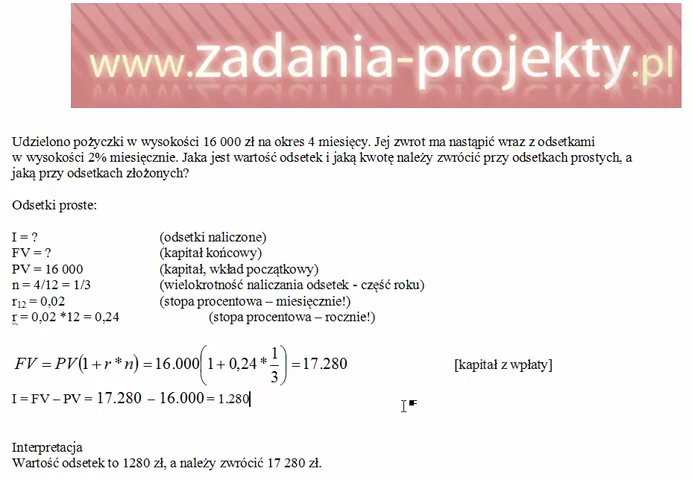 www.zadania-projekty.pl
Udzielono pożyczki w wysokości 16 000 zł na okres 4 miesięcy. Jej zwrot ma nastąpić wraz z odsetkami
w wysokości 2% miesięcznie. Jaka jest wartość odsetek i jaką kwotę należy zwrócić przy odsetkach prostych, a
jaką przy odsetkach złożonych?
Odsetki proste:
I = ? (odsetki naliczone)
FV = ? (kapitał końcowy)
PV = 16 000 (kapitał, wkład początkowy)
n = 4/12 = 1/3 (wielokrotność naliczania odsetek - część roku)
r₁₂ = 0,02 (stopa procentowa – miesięcznie!)
r = 0,02 *12 = 0,24 (stopa procentowa – rocznie!)
FV = PV(1 + r * n) = 16.000(1 + 0,24 * 1/3) = 17.280 [kapitał z wpłaty]
I = FV – PV = 17.280 − 16.000 = 1.280
Interpretacja
Wartość odsetek to 1280 zł, a należy zwrócić 17 280 zł.